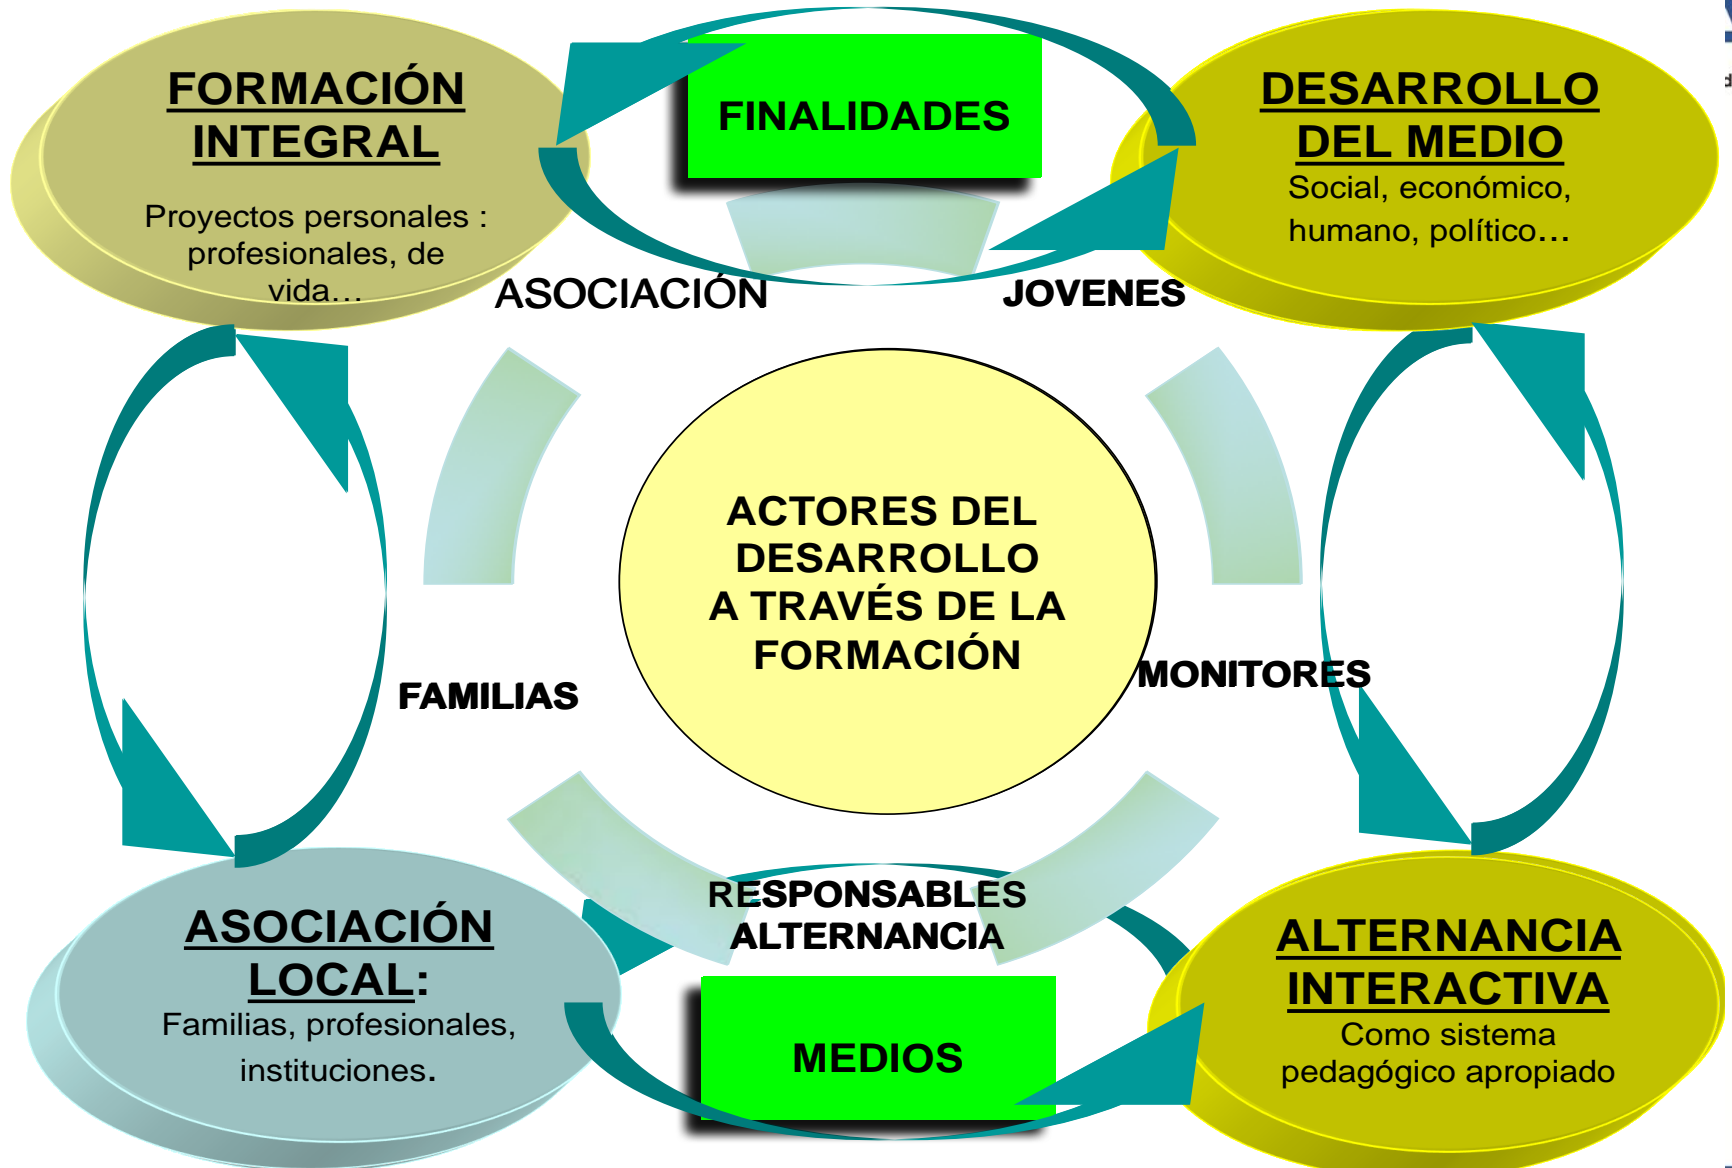 FORMACIÓN
INTEGRAL
Proyectos personales :
profesionales, de
vida...
FINALIDADES
DESARROLLO
DEL MEDIO
Social, económico,
humano, político...
ASOCIACIÓN
JOVENES
ACTORES DEL
DESARROLLO
A TRAVÉS DE LA
FORMACIÓN
FAMILIAS
MONITORES
RESPONSABLES
ALTERNANCIA
ASOCIACIÓN
LOCAL:
Familias, profesionales,
instituciones.
MEDIOS
ALTERNANCIA
INTERACTIVA
Como sistema
pedagógico apropiado